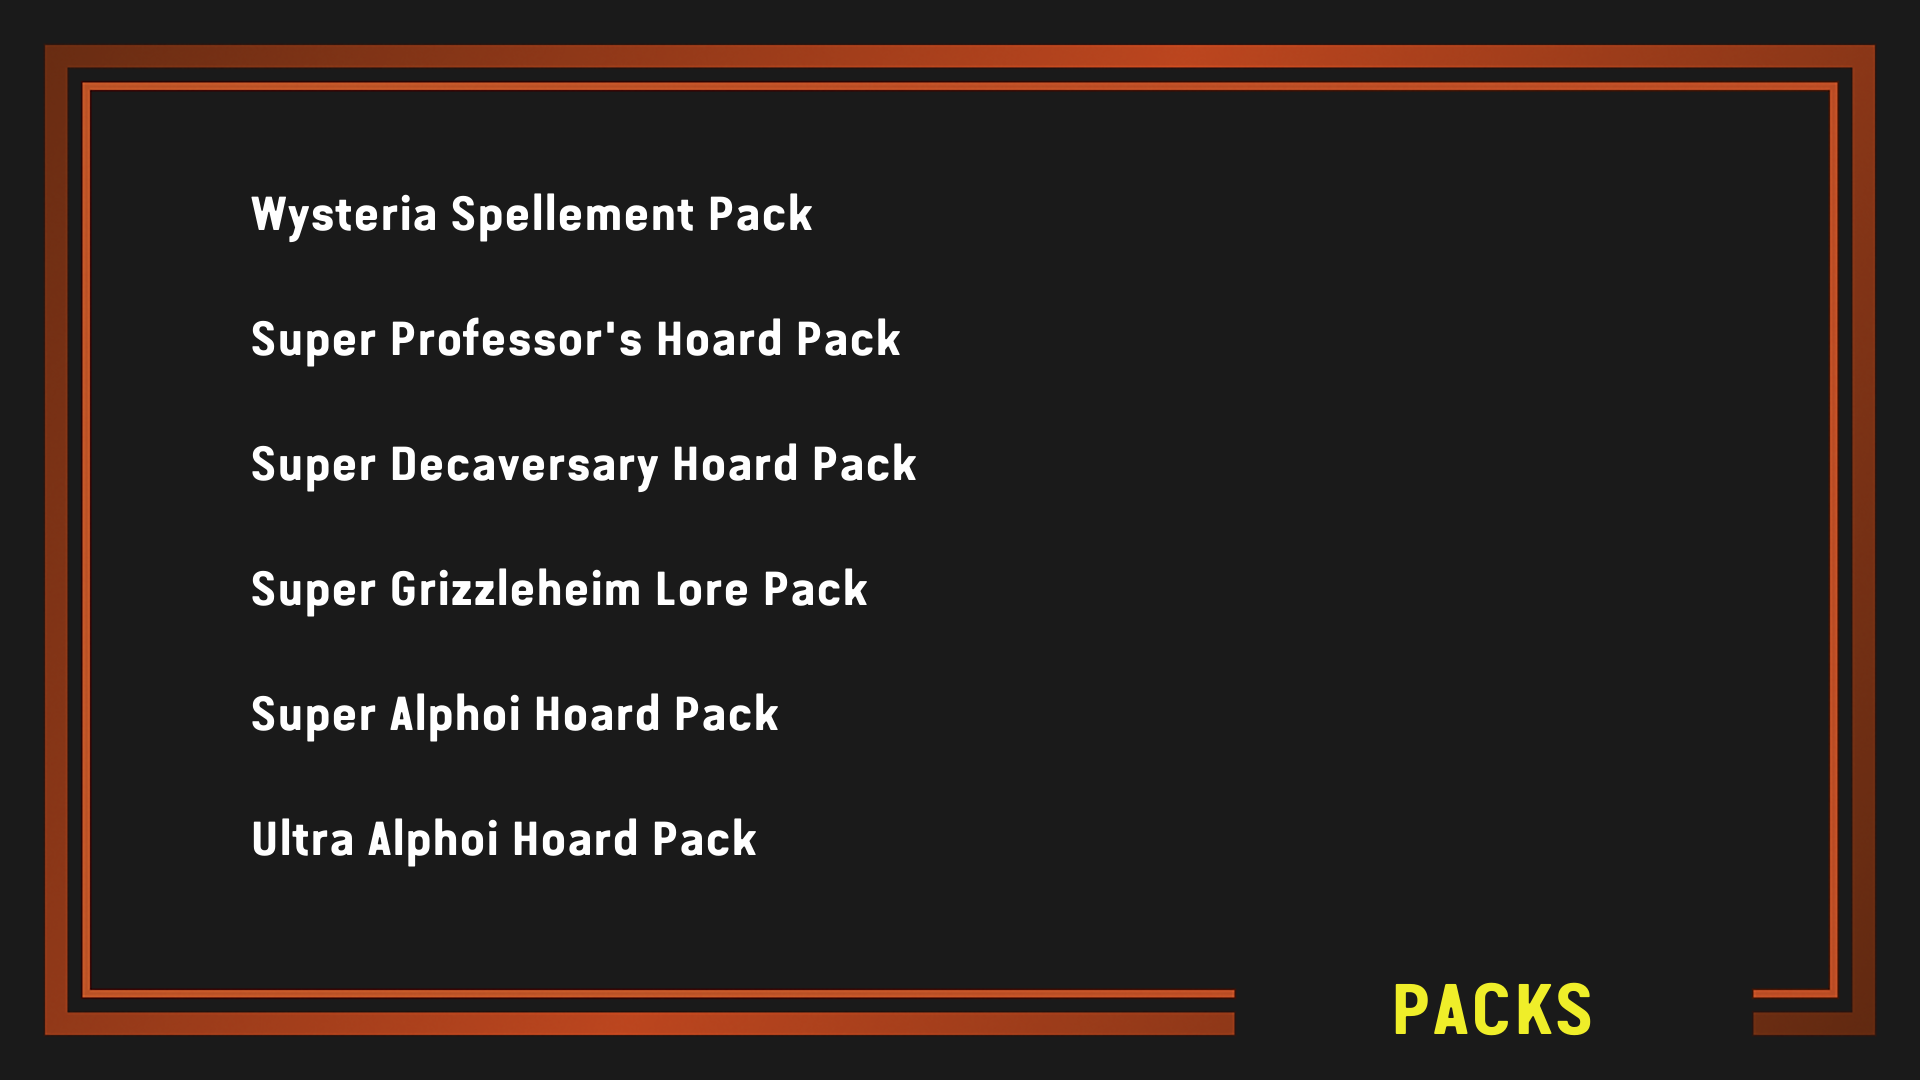 Wysteria Spellement Pack
Super Professor's Hoard Pack
Super Decaversary Hoard Pack
Super Grizzleheim Lore Pack
Super Alphoi Hoard Pack
Ultra Alphoi Hoard Pack
PACKS